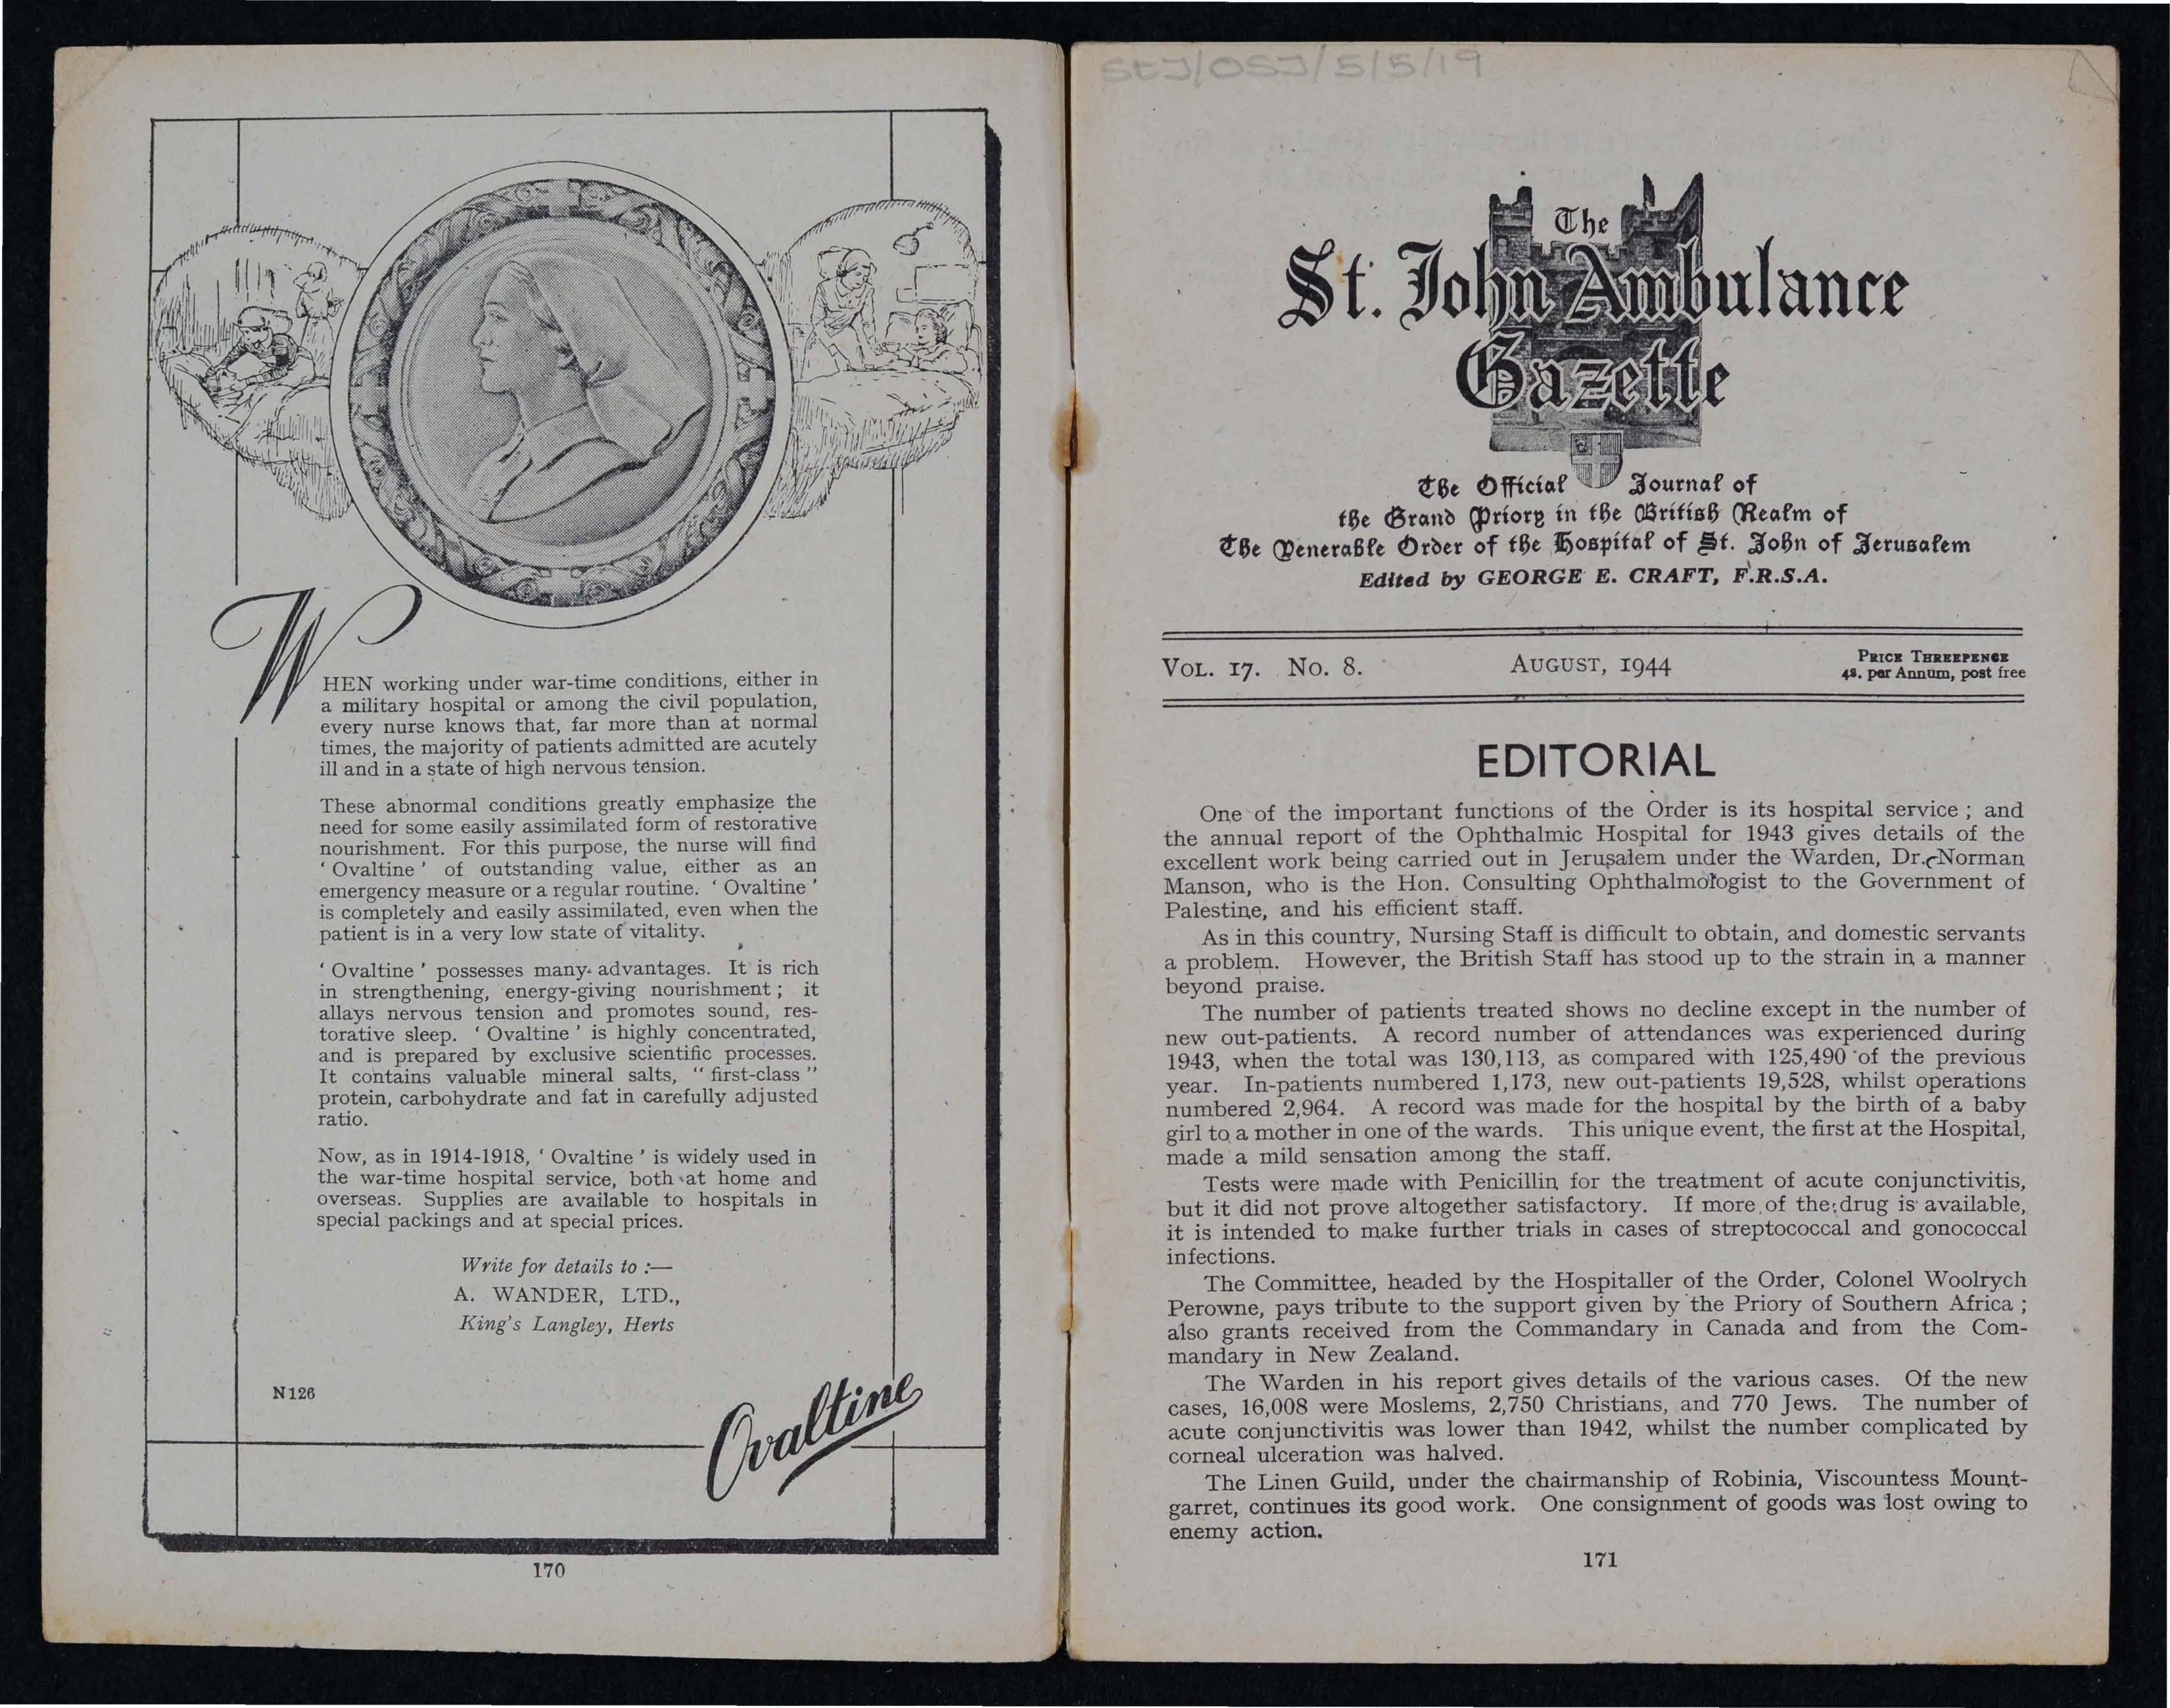 WHEN working under war-time conditions, either in
a military hospital or among the civil population,
every nurse knows that, far more than at normal
times, the majority of patients admitted are acutely
ill and in a state of high nervous tension.
These abnormal conditions greatly emphasize the
need for some easily assimilated form of restorative
nourishment. For this purpose, the nurse will find
‘ Ovaltine ’ of outstanding value, either as an
emergency measure or a regular routine. ‘ Ovaltine ’
is completely and easily assimilated, even when the
patient is in a very low state of vitality.
‘ Ovaltine ’ possesses many advantages. It is rich
in strengthening, energy-giving nourishment ; it
allays nervous tension and promotes sound, res-
torative sleep. ‘ Ovaltine ’ is highly concentrated,
and is prepared by exclusive scientific processes.
It contains valuable mineral salts, “ first-class ”
protein, carbohydrate and fat in carefully adjusted
ratio.
Now, as in 1914-1918, ‘ Ovaltine ’ is widely used in
the war-time hospital service, both at home and
overseas. Supplies are available to hospitals in
special packings and at special prices.
Write for details to :—
A. WANDER, LTD.,
King's Langley, Herts
N126
Ovaltine
170
StJ/OSJ/5/5/19
The
St. John Ambulance
Gazette
The Official Journal of
the Grand Priory in the British Realm of
The Venerable Order of the Hospital of St. John of Jerusalem
Edited by GEORGE E. CRAFT, F.R.S.A.
VOL. 17. No. 8. AUGUST, 1944 PRICE THREEPENCE
4s. per Annum, post free
EDITORIAL
One of the important functions of the Order is its hospital service ; and
the annual report of the Ophthalmic Hospital for 1943 gives details of the
excellent work being carried out in Jerusalem under the Warden, Dr. Norman
Manson, who is the Hon. Consulting Ophthalmologist to the Government of
Palestine, and his efficient staff.
As in this country, Nursing Staff is difficult to obtain, and domestic servants
a problem. However, the British Staff has stood up to the strain in a manner
beyond praise.
The number of patients treated shows no decline except in the number of
new out-patients. A record number of attendances was experienced during
1943, when the total was 130,113, as compared with 125,490 of the previous
year. In-patients numbered 1,173, new out-patients 19,528, whilst operations
numbered 2,964. A record was made for the hospital by the birth of a baby
girl to a mother in one of the wards. This unique event, the first at the Hospital,
made a mild sensation among the staff.
Tests were made with Penicillin for the treatment of acute conjunctivitis,
but it did not prove altogether satisfactory. If more of the drug is available,
it is intended to make further trials in cases of streptococcal and gonococcal
infections.
The Committee, headed by the Hospitaller of the Order, Colonel Woolrych
Perowne, pays tribute to the support given by the Priory of Southern Africa ;
also grants received from the Commandary in Canada and from the Com-
mandary in New Zealand.
The Warden in his report gives details of the various cases. Of the new
cases, 16,008 were Moslems, 2,750 Christians, and 770 Jews. The number of
acute conjunctivitis was lower than 1942, whilst the number complicated by
corneal ulceration was halved.
The Linen Guild, under the chairmanship of Robinia, Viscountess Mount-
garret, continues its good work. One consignment of goods was lost owing to
enemy action.
171